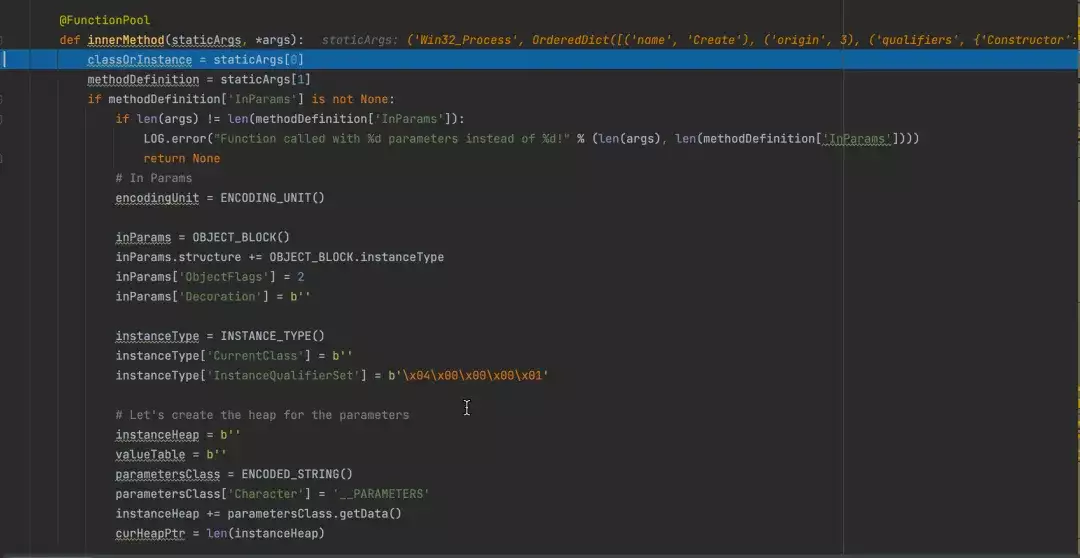 @FunctionPool
def innerMethod(staticArgs, *args):  staticArgs: ('Win32_Process', OrderedDict([('name', 'Create'), ('origin', 3), ('qualifiers', {'Constructor':
classOrInstance = staticArgs[0]
methodDefinition = staticArgs[1]
if methodDefinition['InParams'] is not None:
if len(args) != len(methodDefinition['InParams']):
LOG.error("Function called with %d parameters instead of %d!" % (len(args), len(methodDefinition['InParams'])))
return None
# In Params
encodingUnit = ENCODING_UNIT()
inParams = OBJECT_BLOCK()
inParams.structure += OBJECT_BLOCK.instanceType
inParams['ObjectFlags'] = 2
inParams['Decoration'] = b''
instanceType = INSTANCE_TYPE()
instanceType['CurrentClass'] = b''
instanceType['InstanceQualifierSet'] = b'\x04\x00\x00\x00\x01'
# Let's create the heap for the parameters
instanceHeap = b''
valueTable = b''
parametersClass = ENCODED_STRING()
parametersClass['Character'] = '__PARAMETERS'
instanceHeap += parametersClass.getData()
curHeapPtr = len(instanceHeap)